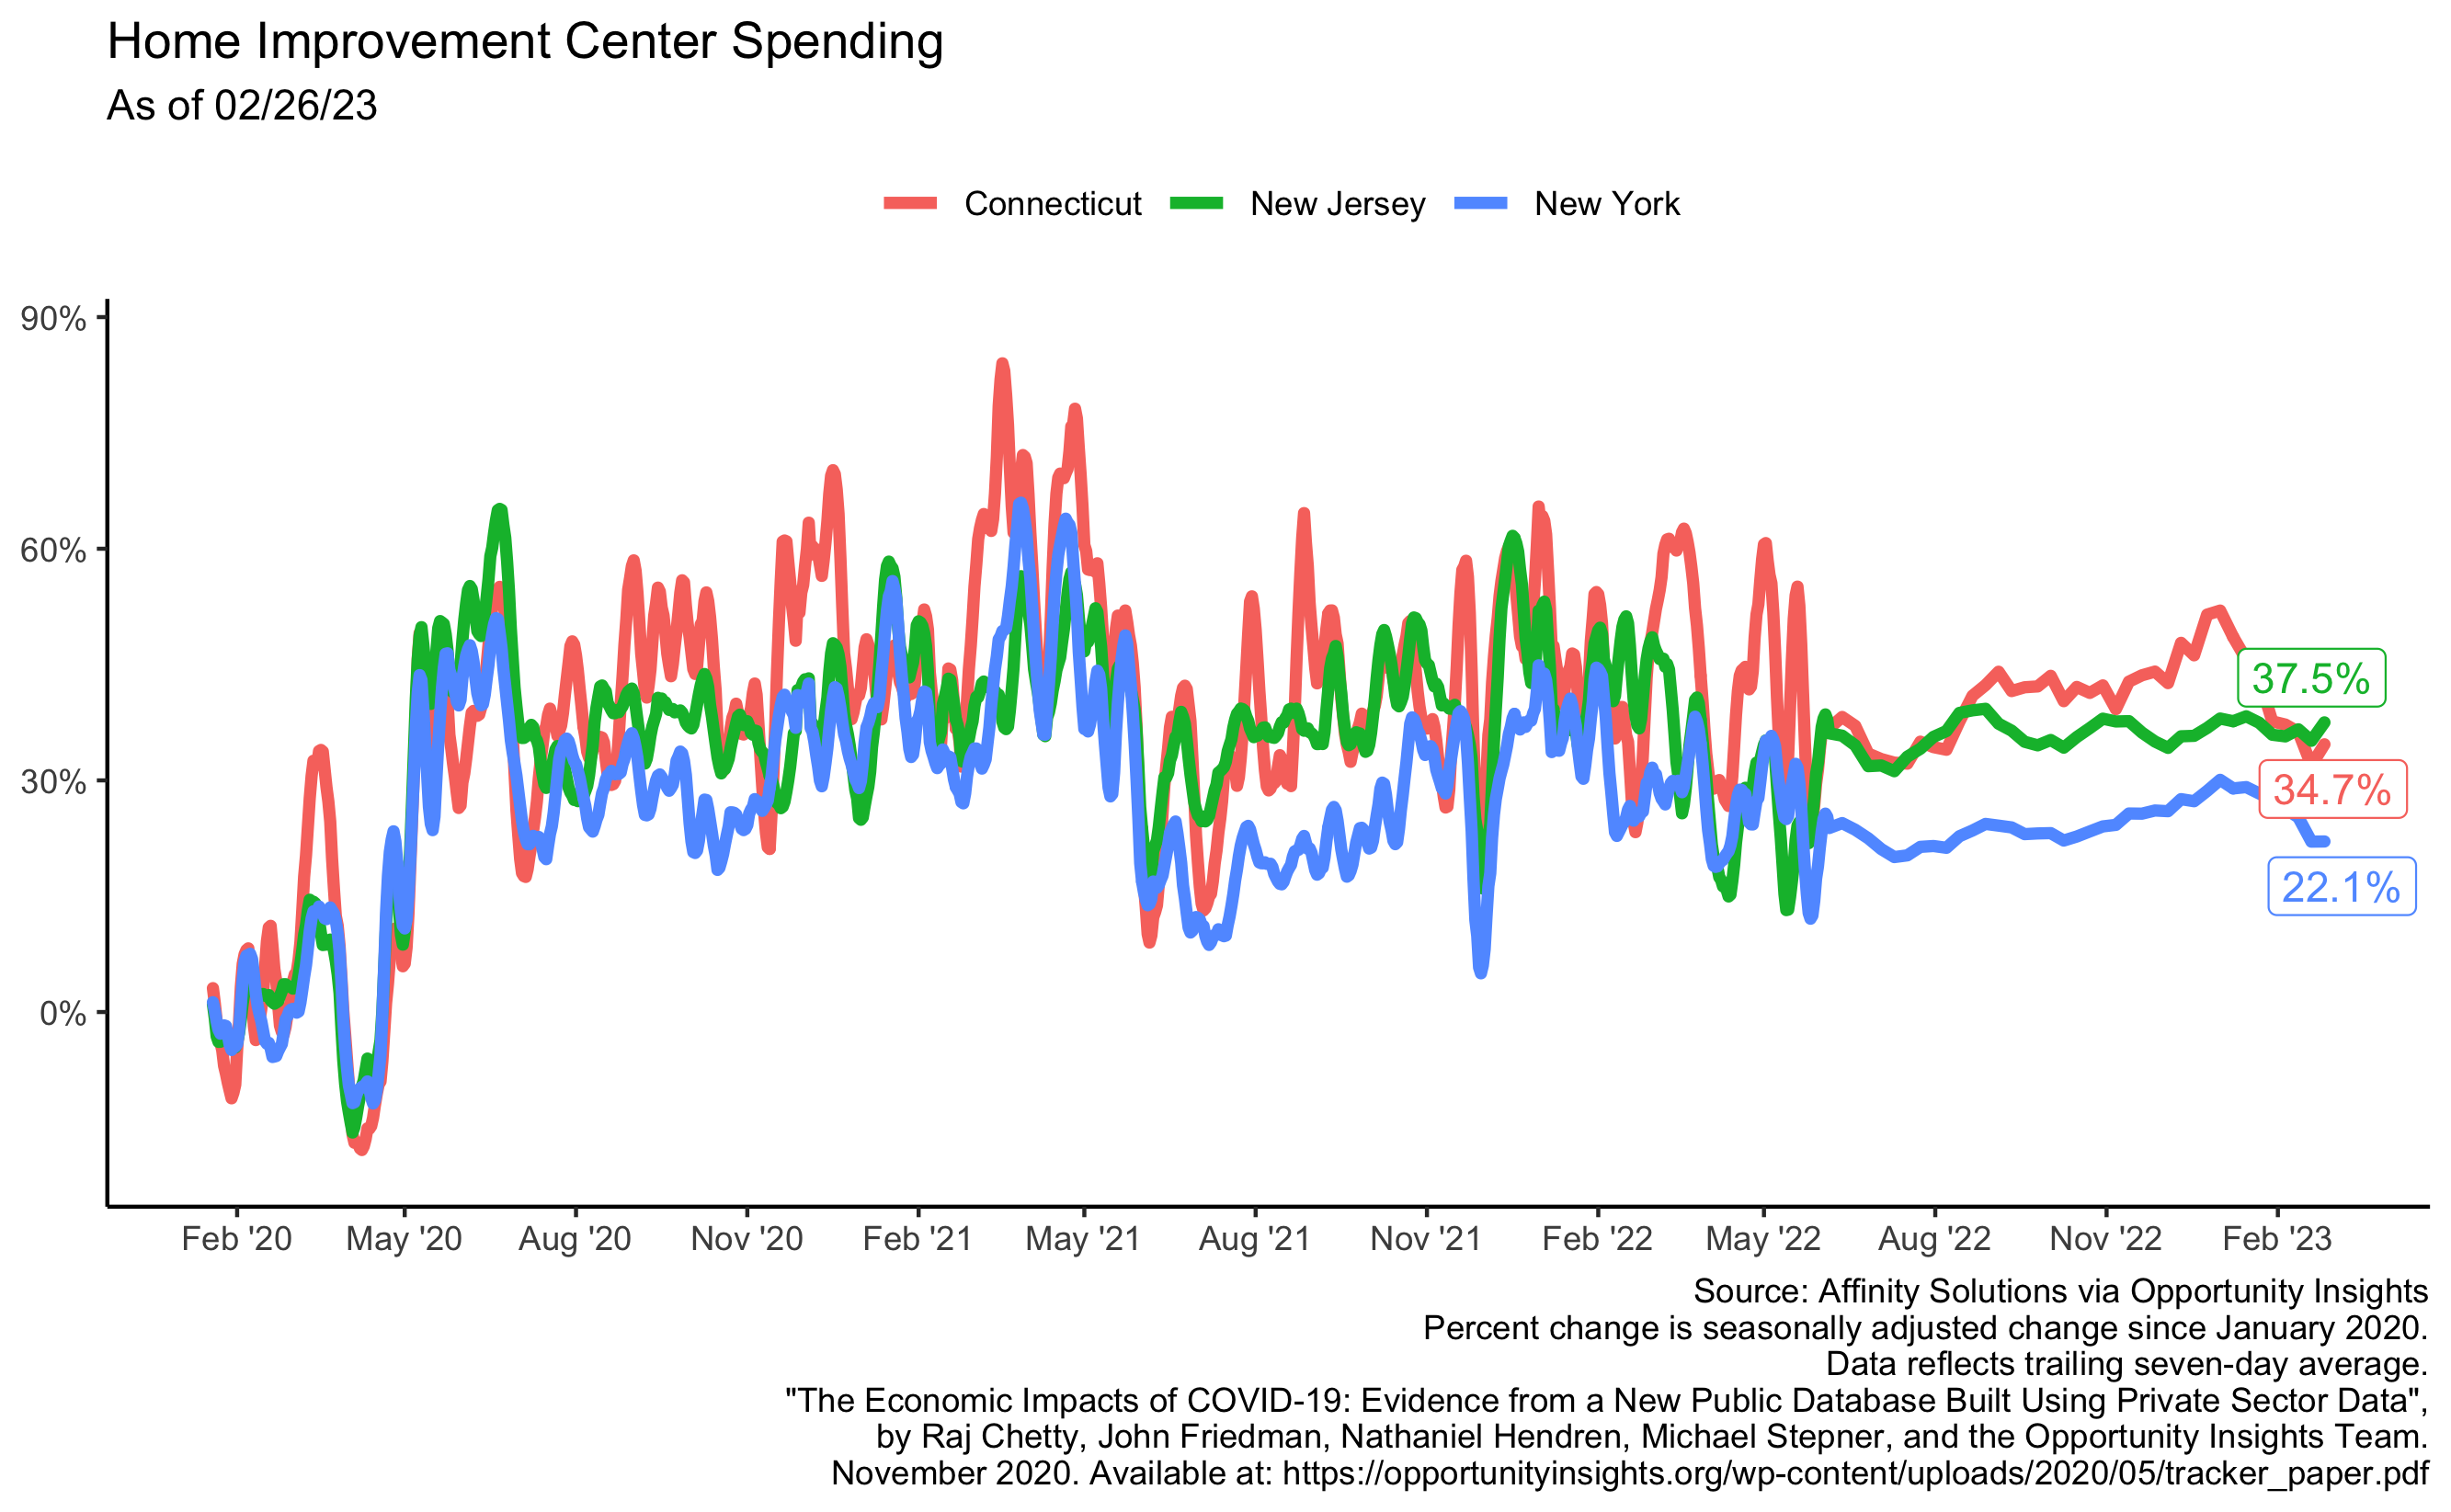 Home Improvement Center Spending
As of 02/26/23
Connecticut New Jersey New York
90%
60%
30%
0%
37.5%
34.7%
22.1%
Feb '20 May '20 Aug '20 Nov '20 Feb '21 May '21 Aug '21 Nov '21 Feb '22 May '22 Aug '22 Nov '22 Feb '23
Source: Affinity Solutions via Opportunity Insights
Percent change is seasonally adjusted change since January 2020.
Data reflects trailing seven-day average.
"The Economic Impacts of COVID-19: Evidence from a New Public Database Built Using Private Sector Data",
by Raj Chetty, John Friedman, Nathaniel Hendren, Michael Stepner, and the Opportunity Insights Team.
November 2020. Available at: https://opportunityinsights.org/wp-content/uploads/2020/05/tracker_paper.pdf